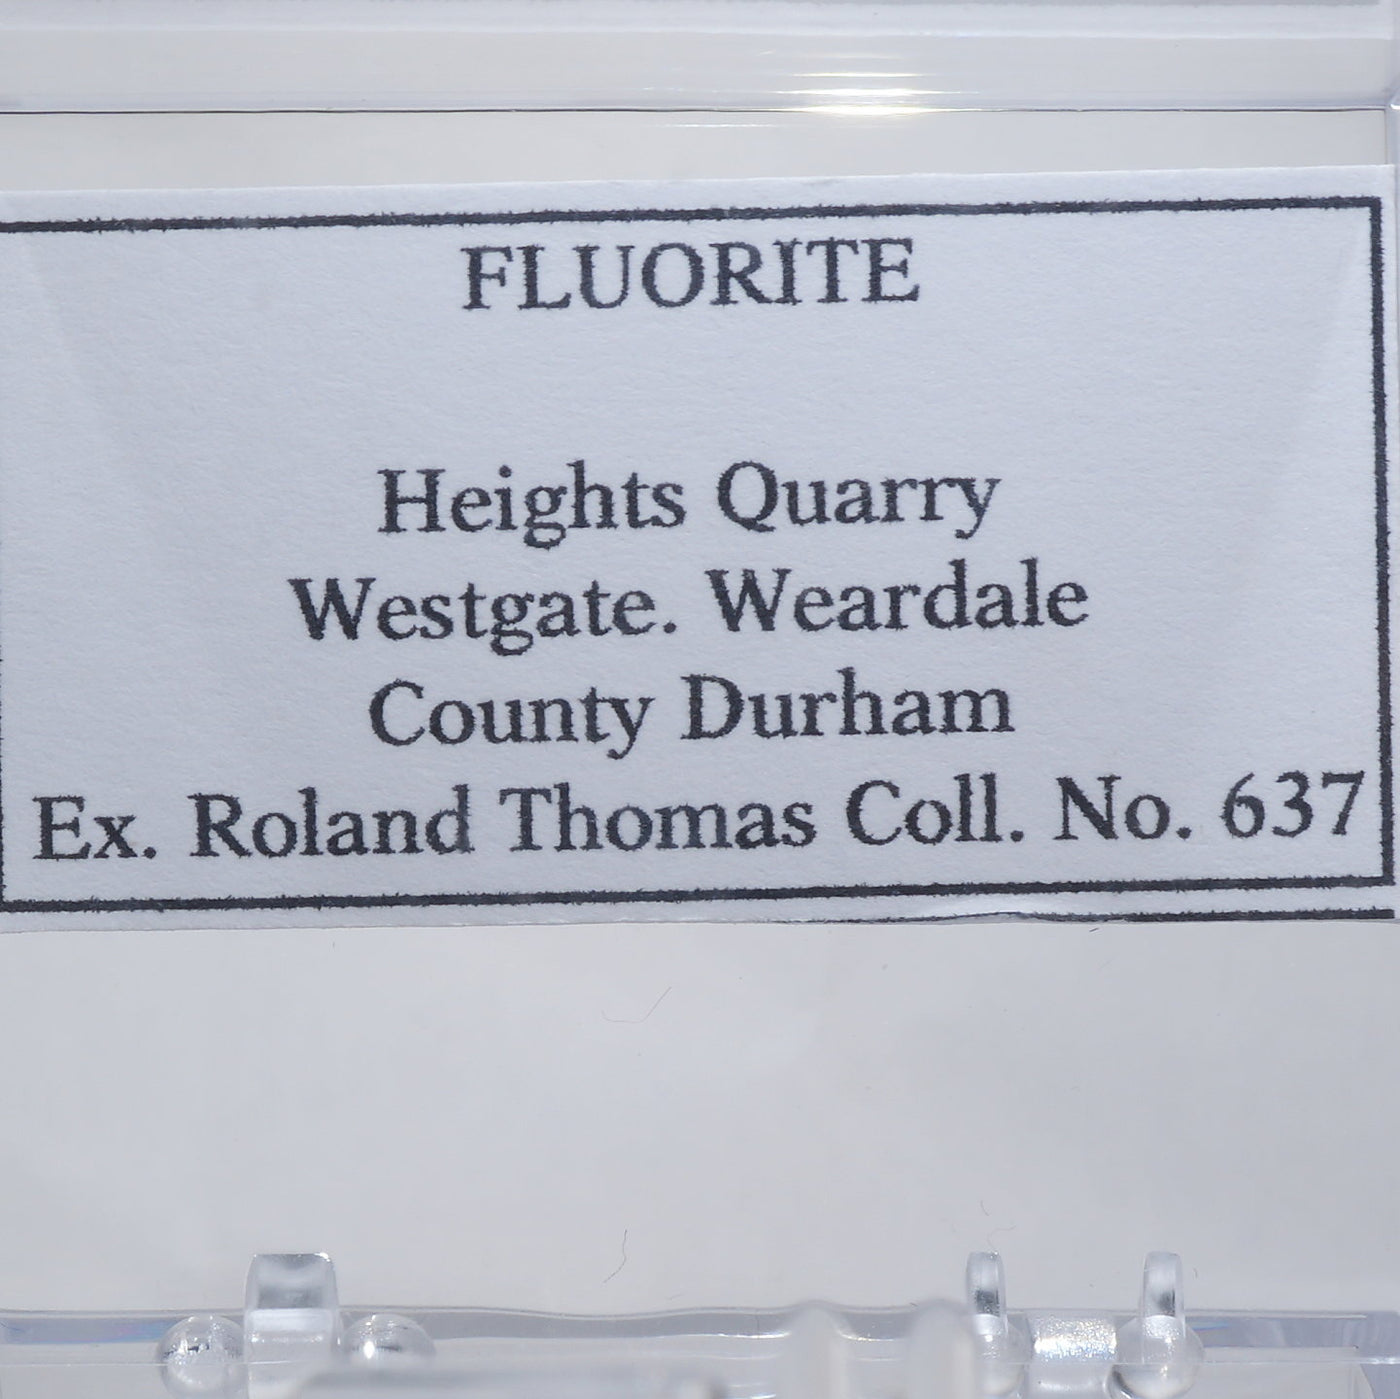 FLUORITE
Heights Quarry
Westgate. Weardale
County Durham
Ex. Roland Thomas Coll. No. 637